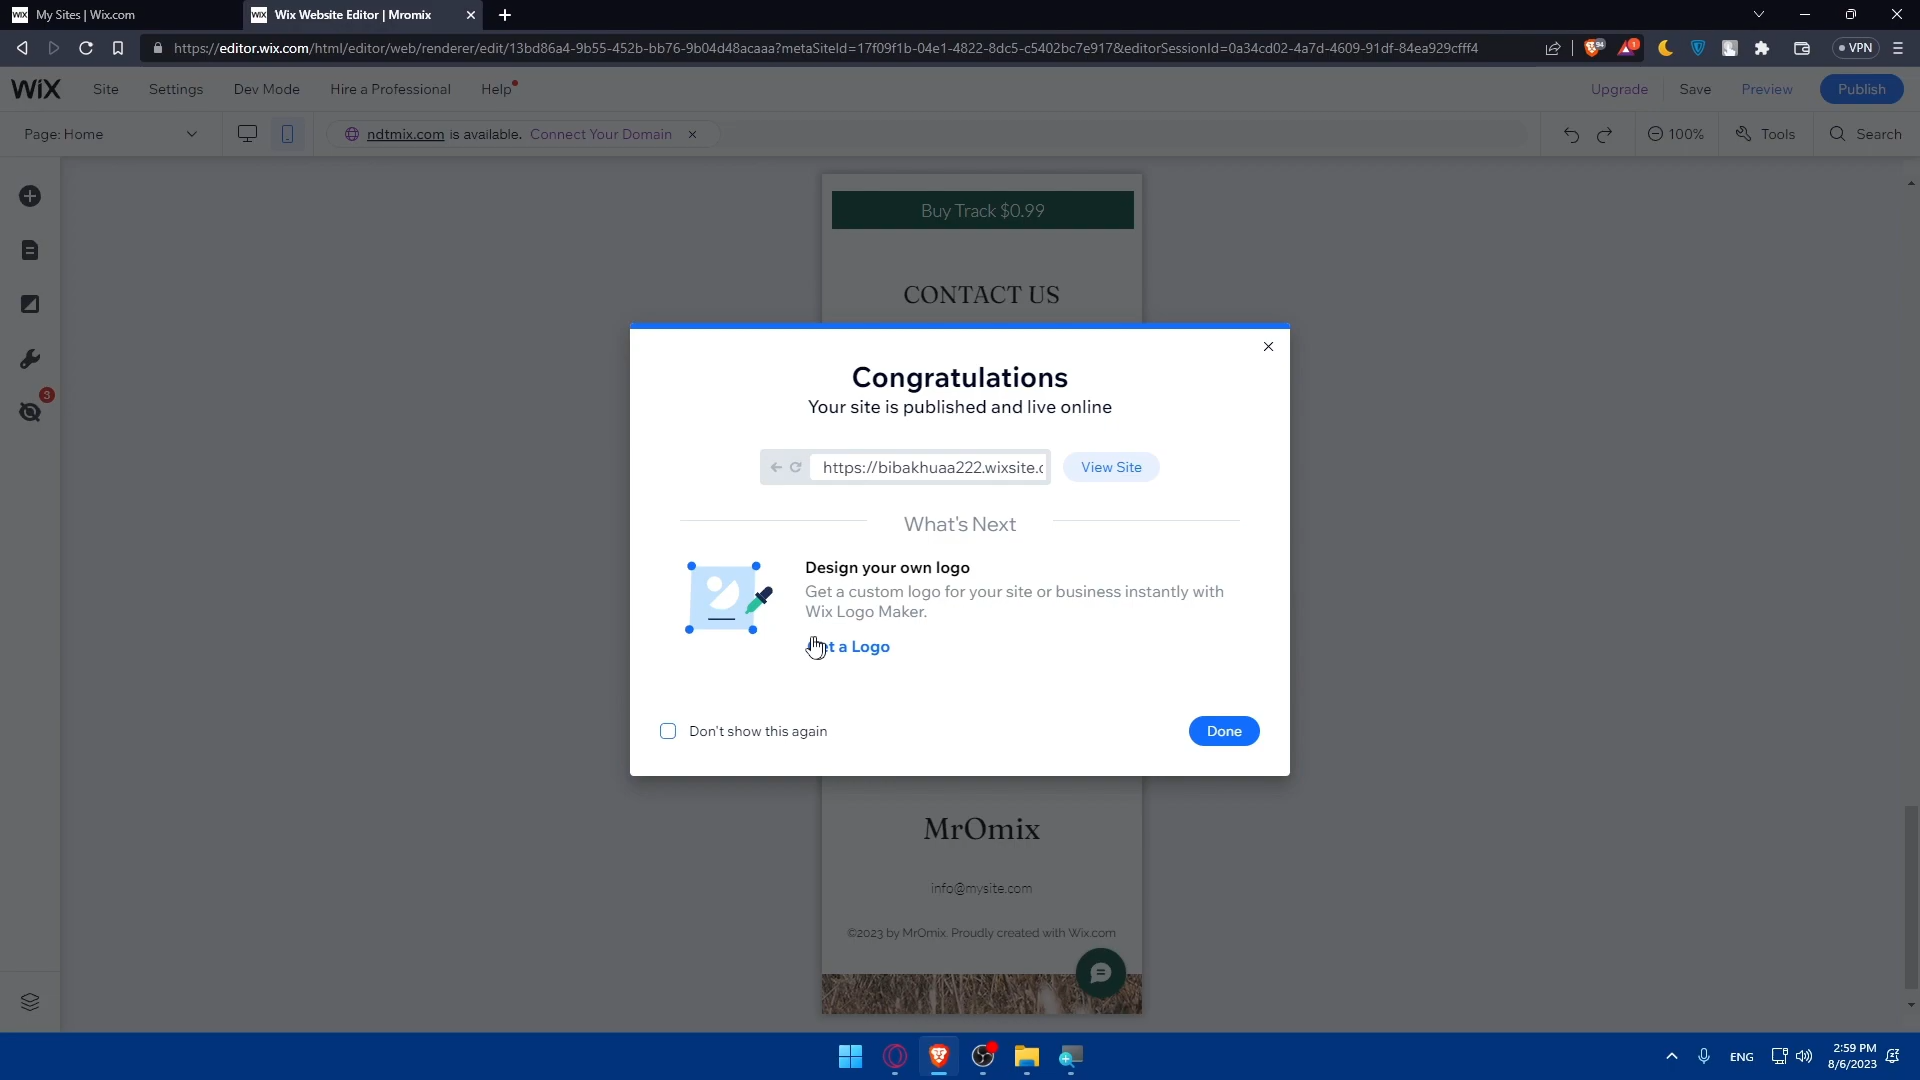 My Sites | Wix.com
Wix Website Editor | Mromix
https://editor.wix.com/html/editor/web/renderer/edit/13bd86a4-9b55-452b-bb76-9b04d48acaaa?metaSiteId=17f09f1b-04e1-4822-8dc5-c5402bc7e917&editorSessionId=0a34cd02-4a7d-4609-91df-84ea929cfff4
94
1
VPN
WiX
Site
Settings
Dev Mode
Hire a Professional
Help
Upgrade
Save
Preview
Publish
Page: Home
ndtmix.com is available. Connect Your Domain
100%
Tools
Search
3
Buy Track $0.99
CONTACT US
Congratulations
Your site is published and live online
https://bibakhuaa222.wixsite.c
View Site
What's Next
Design your own logo
Get a custom logo for your site or business instantly with
Wix Logo Maker.
a Logo
Don't show this again
Done
MrOmix
info@mysite.com
©2023 by MrOmix. Proudly created with Wix.com
ENG
2:59 PM
8/6/2023